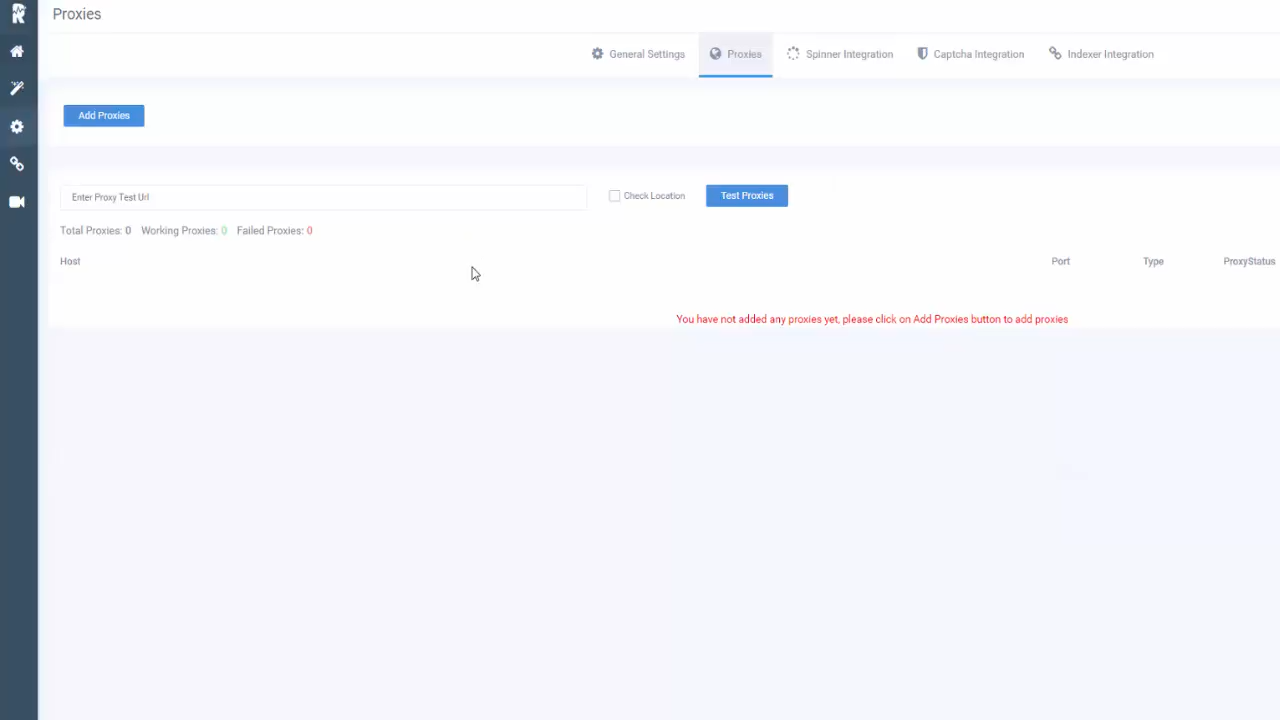 Proxies
General Settings Proxies Spinner Integration Captcha Integration Indexer Integration
Add Proxies
Enter Proxy Test Url Check Location Test Proxies
Total Proxies: 0 Working Proxies: 0 Failed Proxies: 0
Host Port Type ProxyStatus
You have not added any proxies yet, please click on Add Proxies button to add proxies